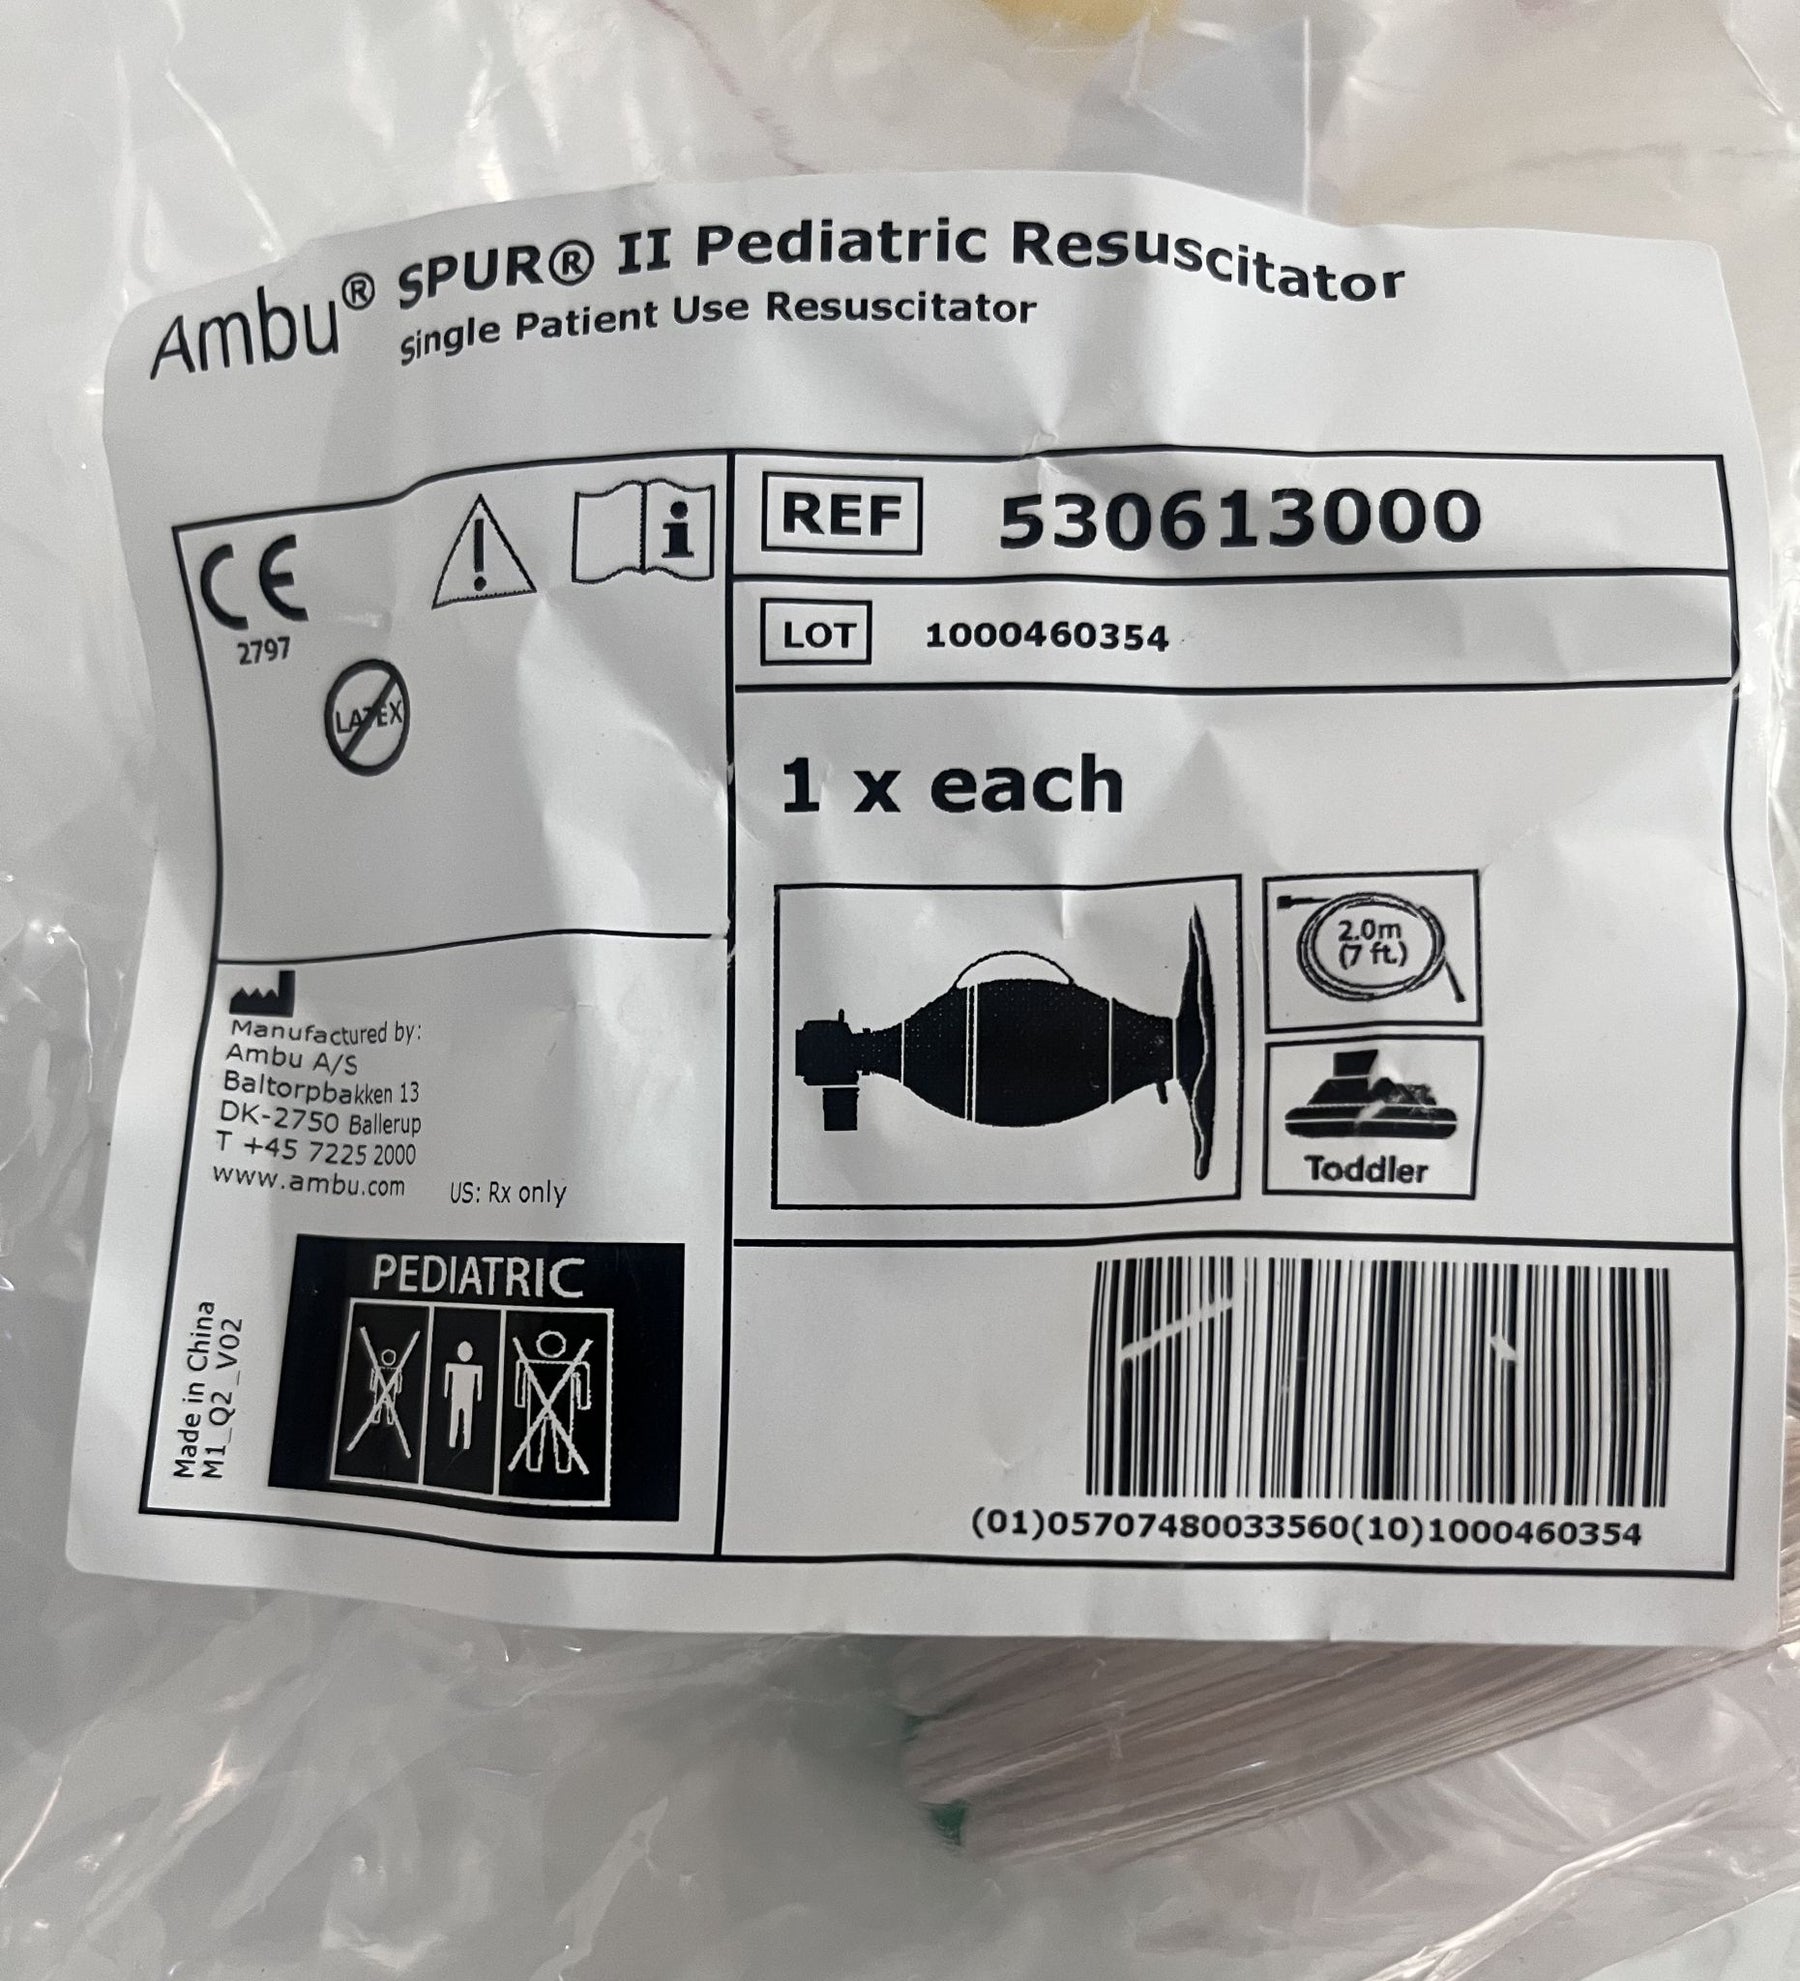 Ambu® SPUR® II Pediatric Resuscitator
Single Patient Use Resuscitator
CE
2797
LATEX
REF 530613000
LOT 1000460354
1 x each
2.0m
(7 ft.)
Toddler
Manufactured by:
Ambu A/S
Baltorpbakken 13
DK-2750 Ballerup
T +45 7225 2000
www.ambu.com
US: Rx only
Made in China
M1_Q2_V02
PEDIATRIC
(01)05707480033560(10)1000460354